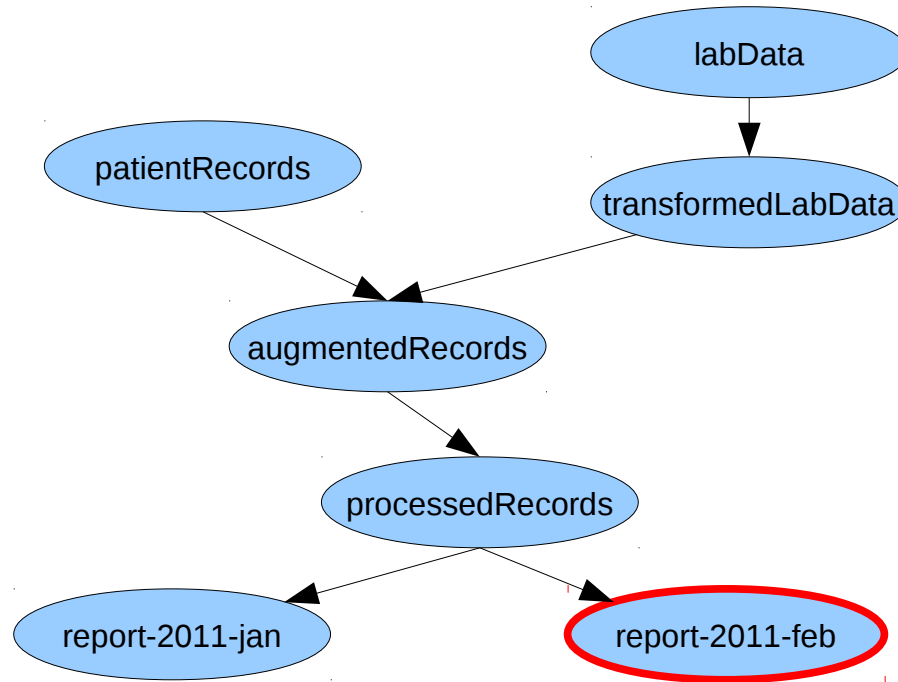 labData
patientRecords
transformedLabData
augmentedRecords
processedRecords
report-2011-jan
report-2011-feb